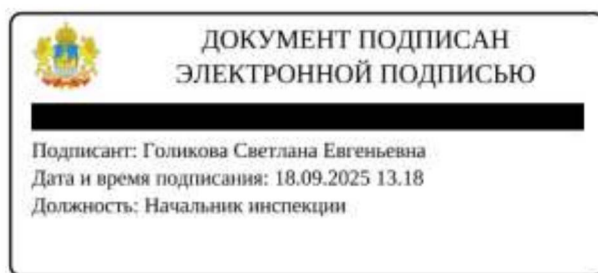 ДОКУМЕНТ ПОДПИСАН
ЭЛЕКТРОННОЙ ПОДПИСЬЮ
Подписант: Голикова Светлана Евгеньевна
Дата и время подписания: 18.09.2025 13.18
Должность: Начальник инспекции